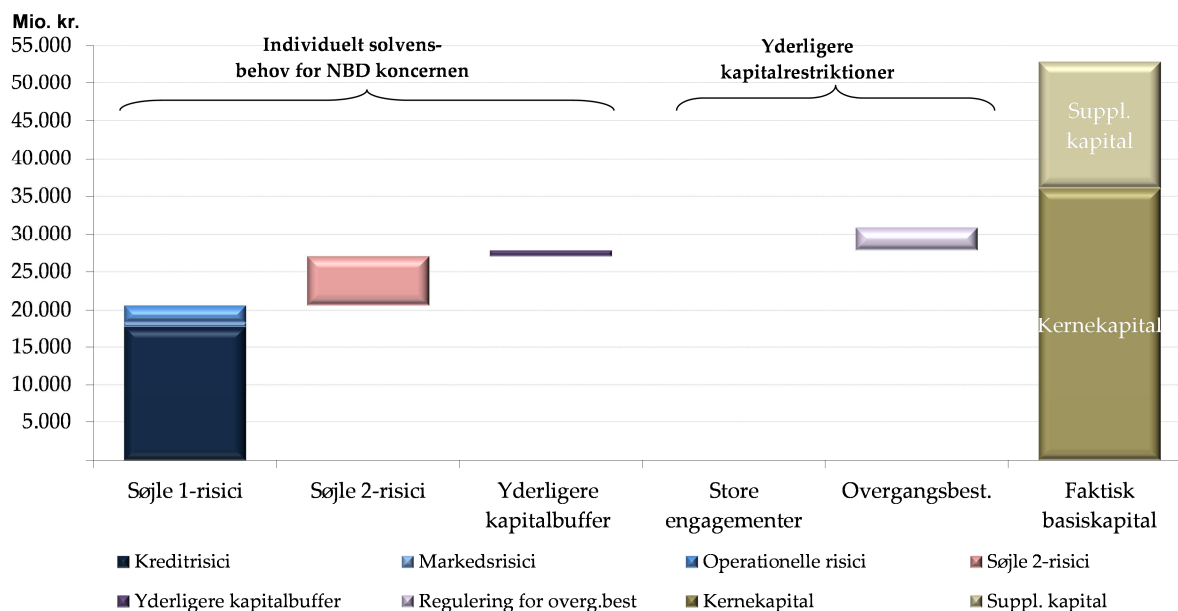 Mio. kr.
55.000
50.000
45.000
40.000
35.000
30.000
25.000
20.000
15.000
10.000
5.000
Individuelt sølvens-
behov for NBD koncernen
Yderligere
kapitalrestriktioner
Suppl.
kapital
Kernekapital
Søjle 1-risici
Søjle 2-risici
Yderligere
kapitalbuffer
Store
engagementer
Overgangsbest.
Faktisk
basiskapital
Kreditrisici
Markedsrisici
Operationelle risici
Søjle 2-risici
Yderligere kapitalbuffer
Regulering for overg.best
Kernekapital
Suppl. kapital